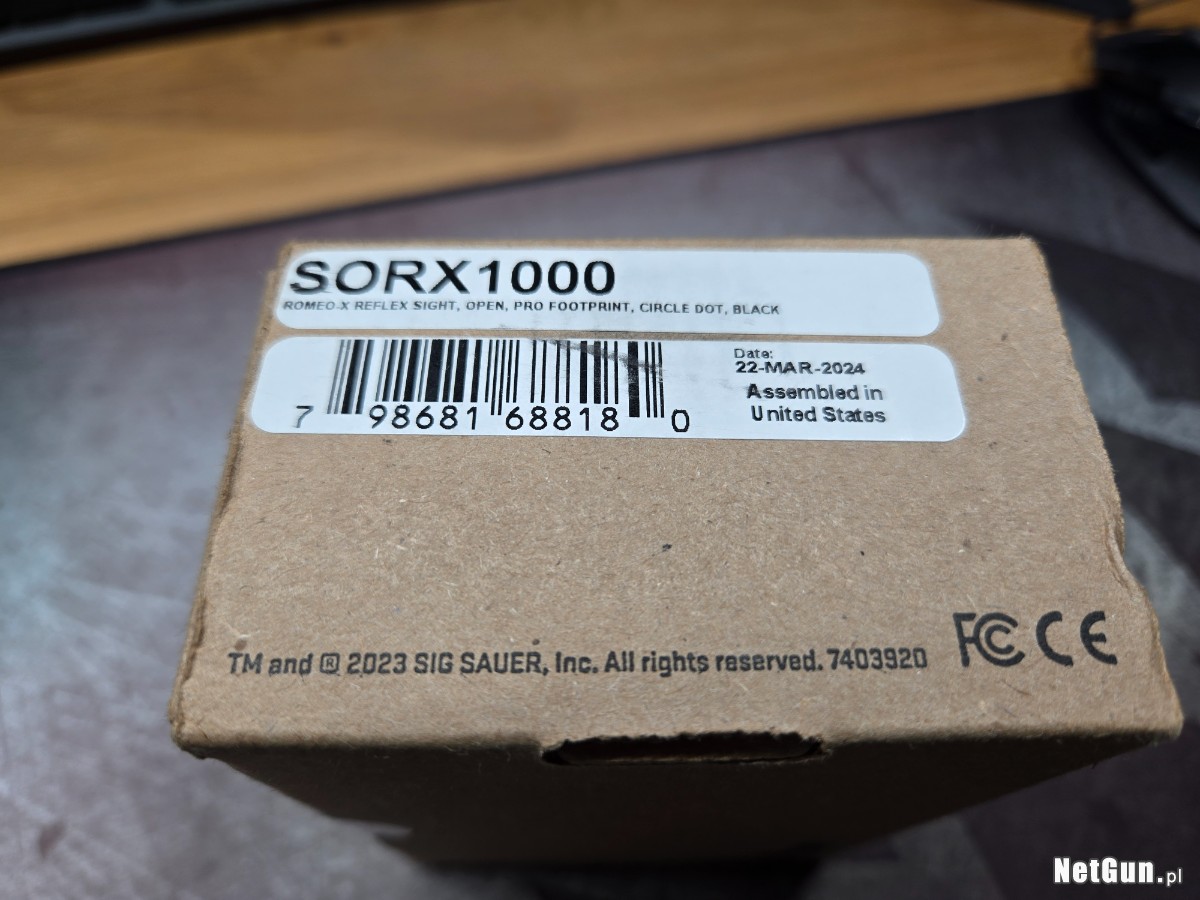 SORX1000
ROMEO-X REFLEX SIGHT, OPEN, PRO FOOTPRINT, CIRCLE DOT, BLACK
7 98681 68818 0
Date:
22-MAR-2024
Assembled in
United States
TM and ® 2023 SIG SAUER, Inc. All rights reserved. 7403920 FC CE
NetGun.pl